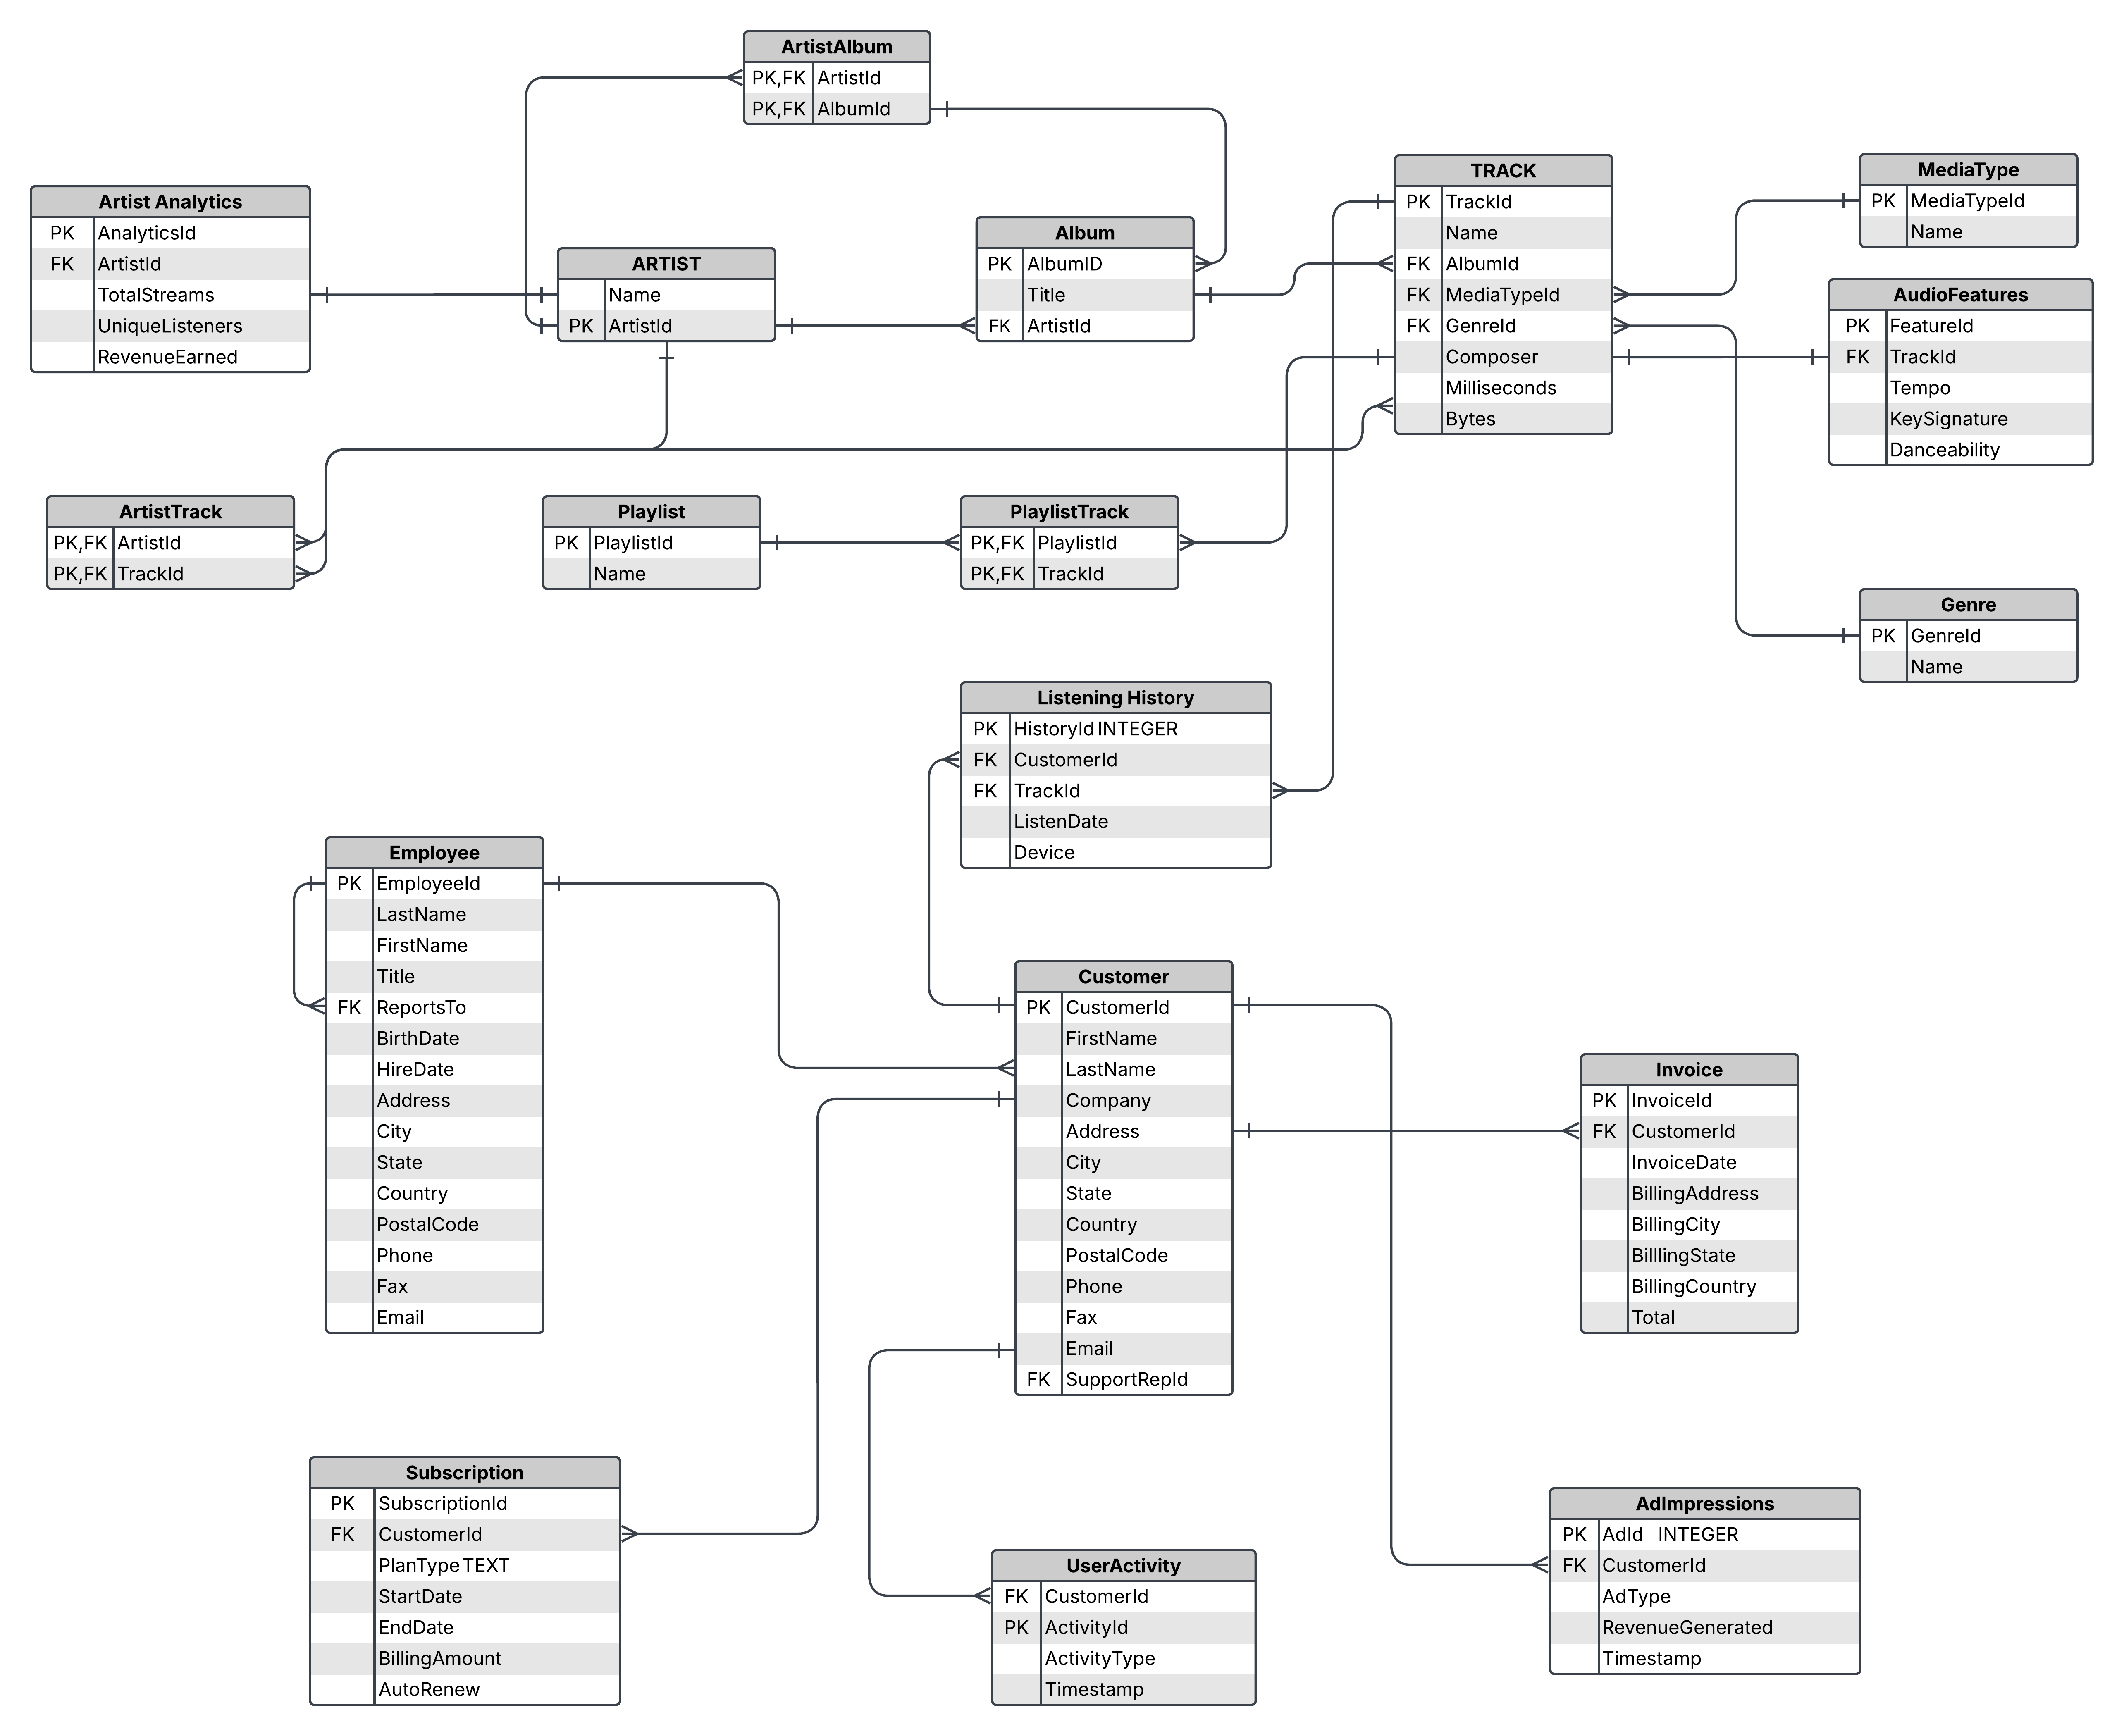 ArtistAlbum
PK,FK ArtistId
PK,FK AlbumId
Artist Analytics
PK AnalyticsId
FK ArtistId
TotalStreams
UniqueListeners
RevenueEarned
ARTIST
Name
PK ArtistId
Album
PK AlbumID
Title
FK ArtistId
TRACK
PK TrackId
Name
FK AlbumId
FK MediaTypeId
FK GenreId
Composer
Milliseconds
Bytes
MediaType
PK MediaTypeId
Name
AudioFeatures
PK FeatureId
FK TrackId
Tempo
KeySignature
Danceability
ArtistTrack
PK,FK ArtistId
PK,FK TrackId
Playlist
PK PlaylistId
Name
PlaylistTrack
PK,FK PlaylistId
PK,FK TrackId
Genre
PK GenreId
Name
Listening History
PK HistoryId INTEGER
FK CustomerId
FK TrackId
ListenDate
Device
Employee
PK EmployeeId
LastName
FirstName
Title
FK ReportsTo
BirthDate
HireDate
Address
City
State
Country
PostalCode
Phone
Fax
Email
Customer
PK CustomerId
FirstName
LastName
Company
Address
City
State
Country
PostalCode
Phone
Fax
Email
FK SupportRepId
Invoice
PK InvoiceId
FK CustomerId
InvoiceDate
BillingAddress
BillingCity
BilllingState
BillingCountry
Total
Subscription
PK SubscriptionId
FK CustomerId
PlanType TEXT
StartDate
EndDate
BillingAmount
AutoRenew
UserActivity
FK CustomerId
PK ActivityId
ActivityType
Timestamp
AdImpressions
PK AdId INTEGER
FK CustomerId
AdType
RevenueGenerated
Timestamp